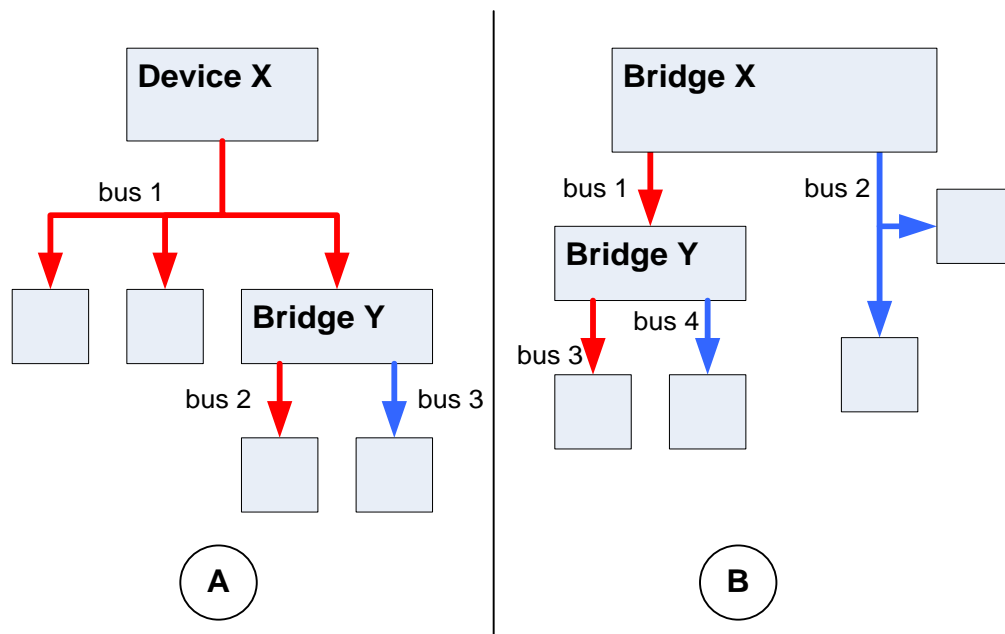 Device X
bus 1
Bridge Y
bus 2
bus 3
A
Bridge X
bus 1
bus 2
Bridge Y
bus 4
bus 3
B